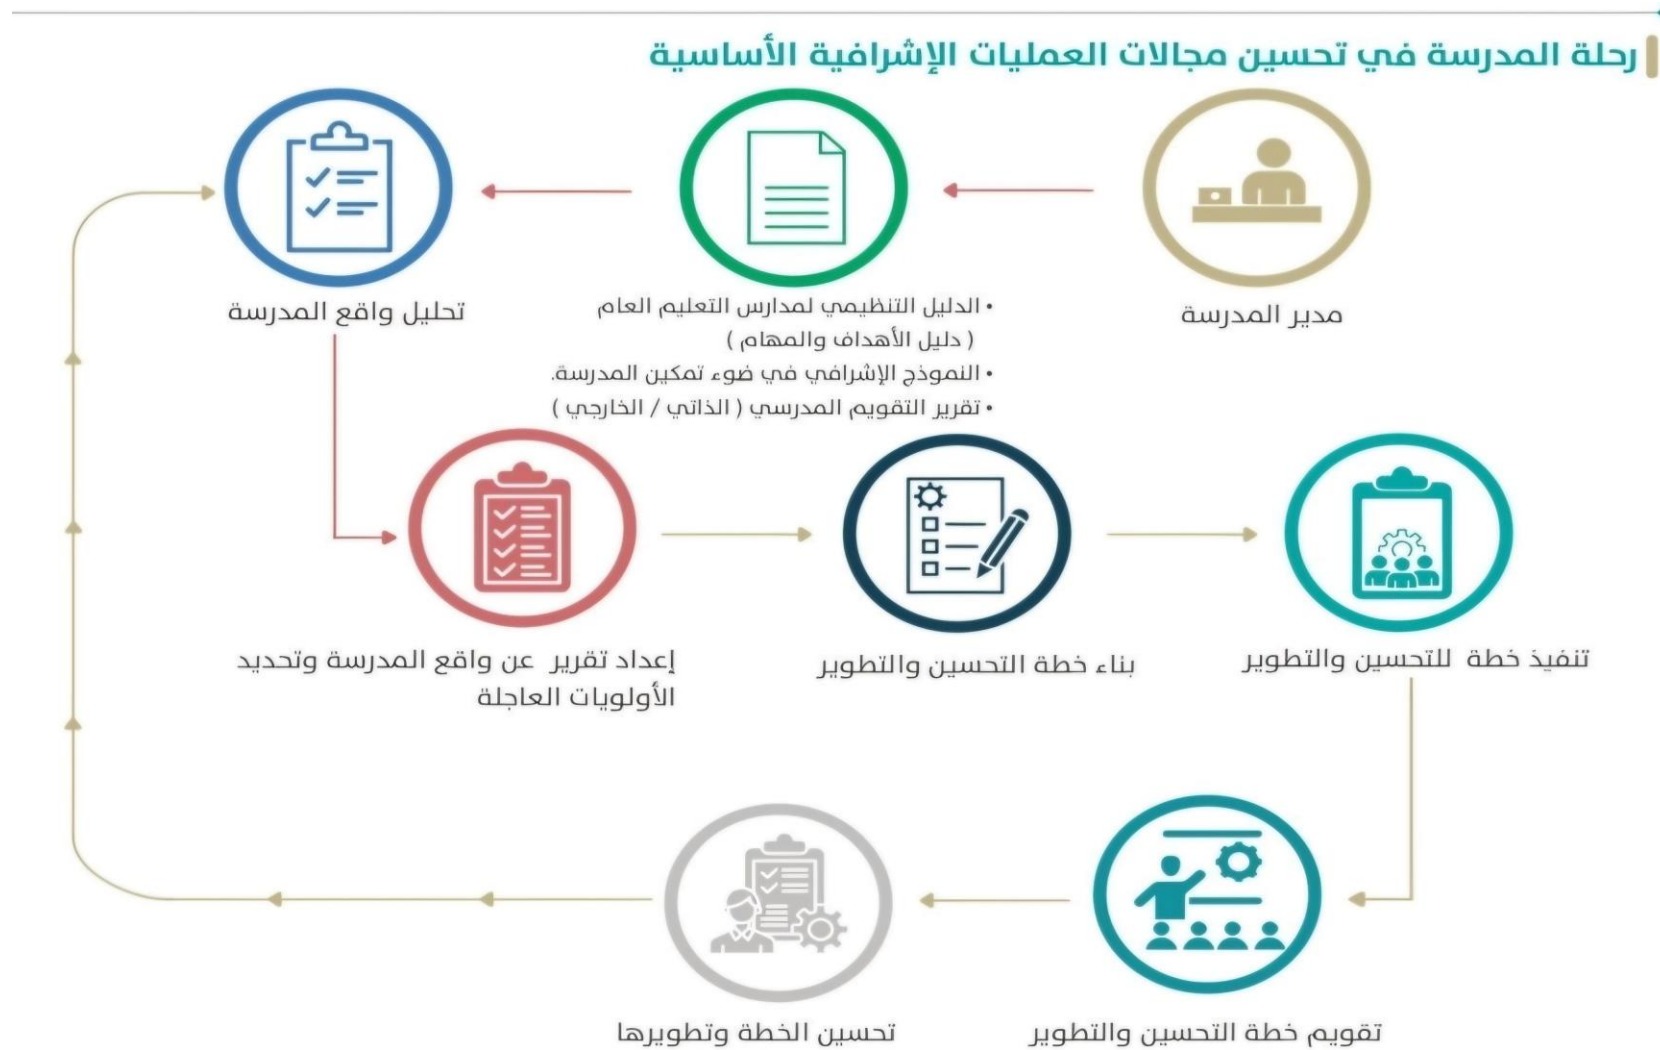 رحلة المدرسة في تحسين مجالات العمليات الإشرافية الأساسية
مدير المدرسة
• الدليل التنظيمي لمدارس التعليم العام
( دليل الأهداف والمهام )
• النموذج الإشرافي في ضوء تمكين المدرسة.
• تقرير التقويم المدرسي ( الذاتي / الخارجي )
تحليل واقع المدرسة
إعداد تقرير عن واقع المدرسة وتحديد
الأولويات العاجلة
بناء خطة التحسين والتطوير
تنفيذ خطة للتحسين والتطوير
تقويم خطة التحسين والتطوير
تحسين الخطة وتطويرها